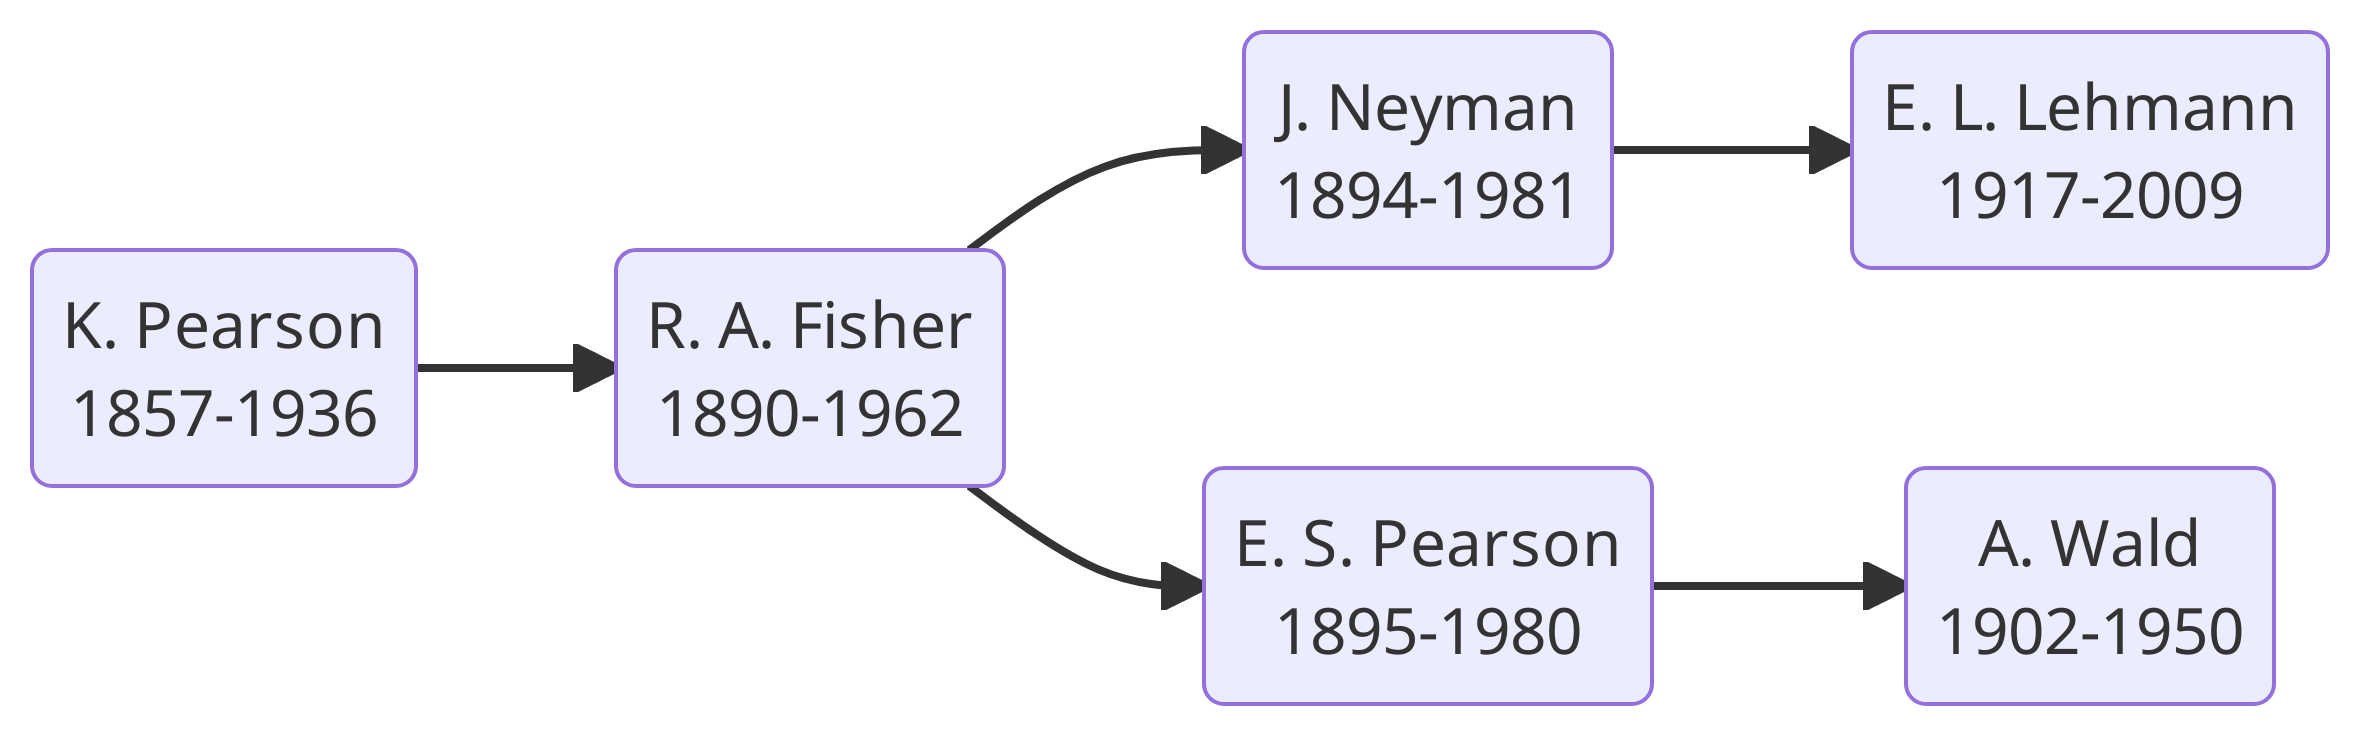 K. Pearson
1857-1936
R. A. Fisher
1890-1962
J. Neyman
1894-1981
E. L. Lehmann
1917-2009
E. S. Pearson
1895-1980
A. Wald
1902-1950